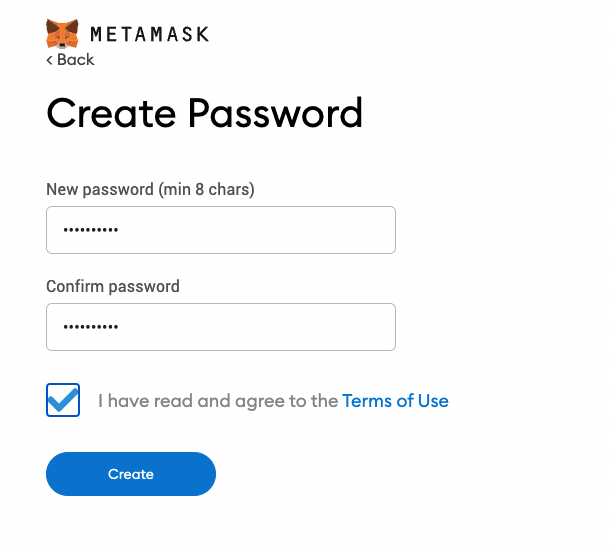 METAMASK
< Back
Create Password
New password (min 8 chars)
••••••••••
Confirm password
••••••••••
I have read and agree to the Terms of Use
Create